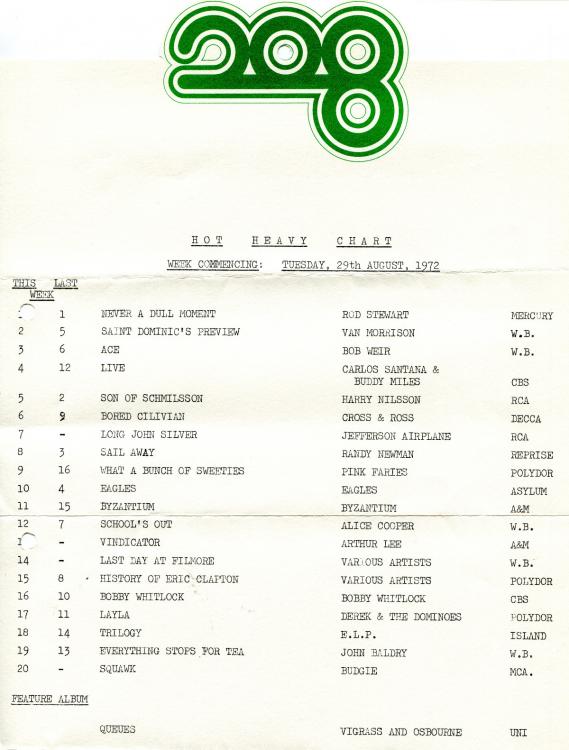 208
HOT HEAVY CHART
WEEK COMMENCING: TUESDAY, 29th AUGUST, 1972
THIS LAST
WEEK
1 NEVER A DULL MOMENT ROD STEWART MERCURY
2 5 SAINT DOMINIC'S PREVIEW VAN MORRISON W.B.
3 6 ACE BOB WEIR W.B.
4 12 LIVE CARLOS SANTANA &
BUDDY MILES CBS
5 2 SON OF SCHMILSSON HARRY NILSSON RCA
6 9 BORED CILIVIAN CROSS & ROSS DECCA
7 - LONG JOHN SILVER JEFFERSON AIRPLANE RCA
8 3 SAIL AWAY RANDY NEWMAN REPRISE
9 16 WHAT A BUNCH OF SWEETIES PINK FARIES POLYDOR
10 4 EAGLES EAGLES ASYLUM
11 15 BYZANTIUM BYZANTIUM A&M
12 7 SCHOOL'S OUT ALICE COOPER W.B.
- VINDICATOR ARTHUR LEE A&M
14 - LAST DAY AT FILMORE VARIOUS ARTISTS W.B.
15 8 HISTORY OF ERIC CLAPTON VARIOUS ARTISTS POLYDOR
16 10 BOBBY WHITLOCK BOBBY WHITLOCK CBS
17 11 LAYLA DEREK & THE DOMINOES POLYDOR
18 14 TRILOGY E.L.P. ISLAND
19 13 EVERYTHING STOPS FOR TEA JOHN BALDRY W.B.
20 - SQUAWK BUDGIE MCA.
FEATURE ALBUM
QUEUES VIGRASS AND OSBOURNE UNI